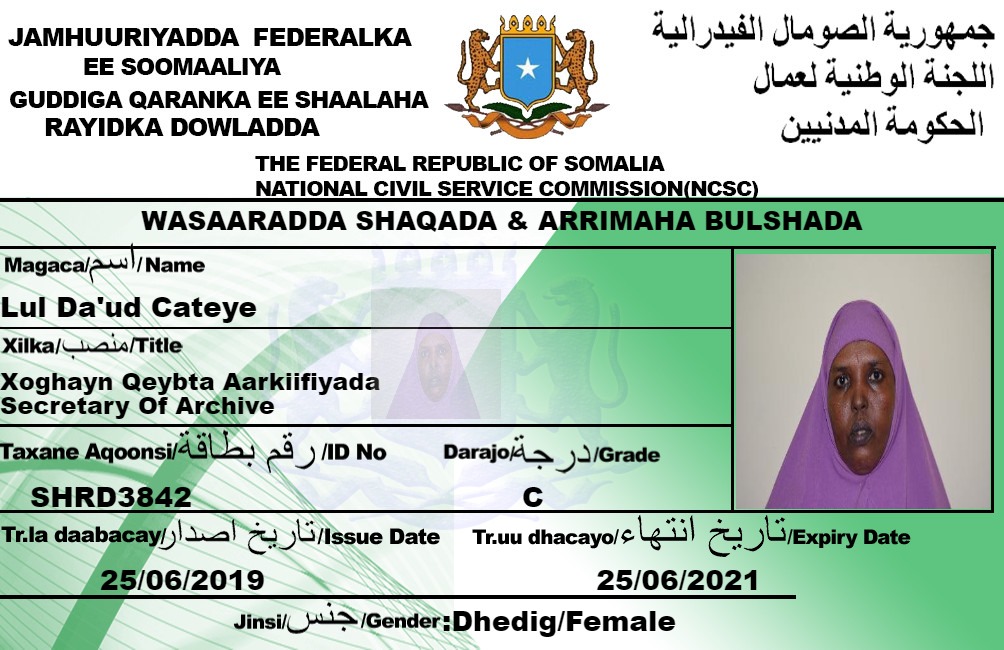 JAMHUURIYADDA FEDERALKA
EE SOOMAALIYA
GUDDIGA QARANKA EE SHAALAHA
RAYIDKA DOWLADDA
جمهورية الصومال الفيدرالية
اللجنة الوطنية لعمال
الحكومة المدنيين
THE FEDERAL REPUBLIC OF SOMALIA
NATIONAL CIVIL SERVICE COMMISSION(NCSC)
WASAARADDA SHAQADA & ARRIMAHA BULSHADA
Magaca/اسم/Name
Lul Da'ud Cateye
Xilka/منصب/Title
Xoghayn Qeybta Aarkiifiyada
Secretary Of Archive
Taxane Aqoonsi/رقم بطاقة/ID No Darajo/درجة/Grade
SHRD3842 C
Tr.la daabacay/تاريخ اصدار/Issue Date Tr.uu dhacayo/تاريخ انتهاء/Expiry Date
25/06/2019 25/06/2021
Jinsi/جنس/Gender:Dhedig/Female